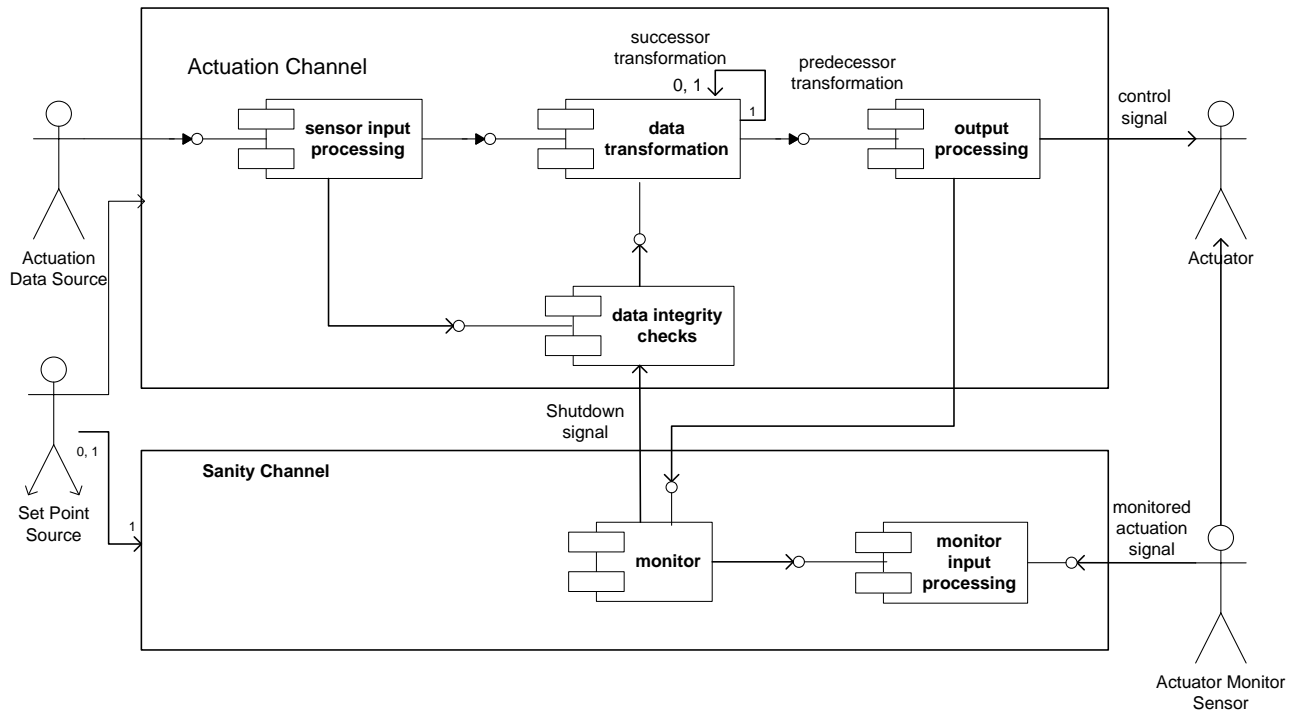 successor
transformation
0, 1
1
predecessor
transformation
Actuation Channel
sensor input
processing
data
transformation
output
processing
control
signal
Actuation
Data Source
Actuator
data integrity
checks
Shutdown
signal
0, 1
1
Set Point
Source
Sanity Channel
monitor
monitor
input
processing
monitored
actuation
signal
Actuator Monitor
Sensor